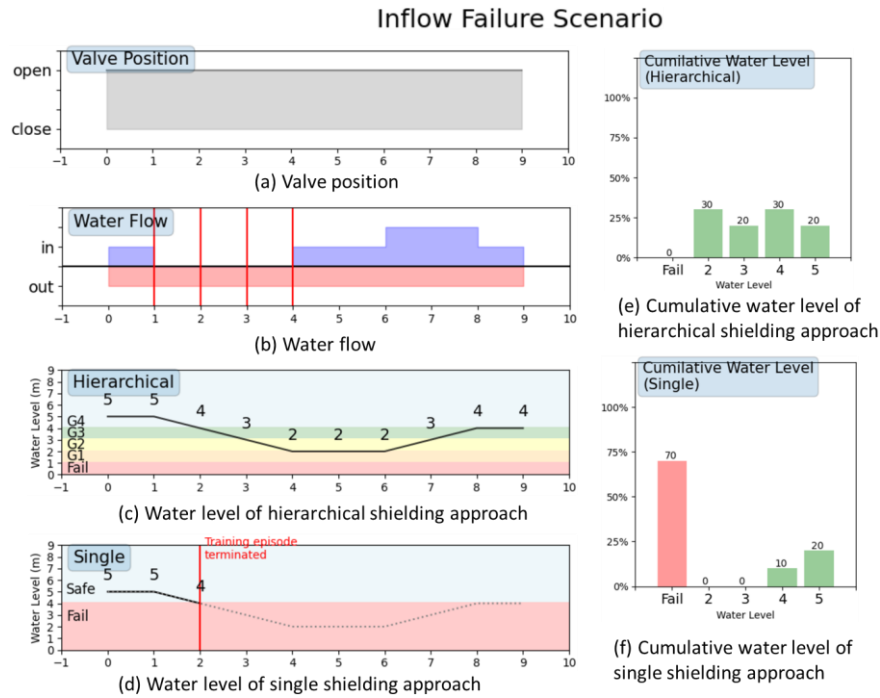 Inflow Failure Scenario
Valve Position
open
close
−1 0 1 2 3 4 5 6 7 8 9 10
(a) Valve position
Water Flow
in
out
−1 0 1 2 3 4 5 6 7 8 9 10
(b) Water flow
Hierarchical
Water Level (m)
9
8
7
6
5
4
3
2
1
0
G4
G3
G2
G1
Fail
5 5 4 3 2 2 2 3 4 4
−1 0 1 2 3 4 5 6 7 8 9 10
(c) Water level of hierarchical shielding approach
Single
Training episode
terminated
Water Level (m)
9
8
7
6
5
4
3
2
1
0
Safe
Fail
5 5 4
−1 0 1 2 3 4 5 6 7 8 9 10
(d) Water level of single shielding approach
Cumilative Water Level
(Hierarchical)
100%
75%
50%
25%
0%
0 30 20 30 20
Fail 2 3 4 5
Water Level
(e) Cumulative water level of
hierarchical shielding approach
Cumilative Water Level
(Single)
100%
75%
50%
25%
0%
70 0 0 10 20
Fail 2 3 4 5
Water Level
(f) Cumulative water level of
single shielding approach